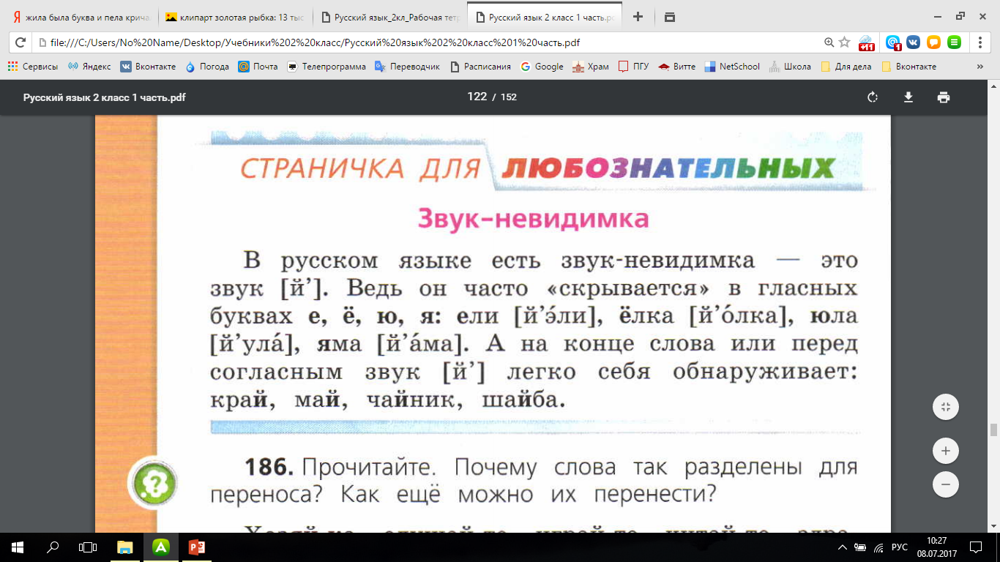 жила была буква и пела крича
клипарт золотая рыбка: 13 тыс
Русский язык_2кл_Рабочая тетр
Русский язык 2 класс 1 часть.p
file:///C:/Users/No%20Name/Desktop/Учебники%202%20класс/Русский%20язык%202%20класс%201%20часть.pdf
Сервисы Яндекс Вконтакте Погода Почта Телепрограмма Переводчик Расписания Google Храм ПГУ Витте NetSchool Школа Для дела Вконтакте »
Русский язык 2 класс 1 часть.pdf
122 / 152
СТРАНИЧКА ДЛЯ ЛЮБОЗНАТЕЛЬНЫХ
Звук-невидимка
В русском языке есть звук-невидимка — это
звук [й’]. Ведь он часто «скрывается» в гласных
буквах е, ё, ю, я: ели [й’э́ли], ёлка [й’о́лка], юла
[й’ула́], яма [й’а́ма]. А на конце слова или перед
согласным звук [й’] легко себя обнаруживает:
край, май, чайник, шайба.
186. Прочитайте. Почему слова так разделены для
переноса? Как ещё можно их перенести?
РУС
10:27
08.07.2017